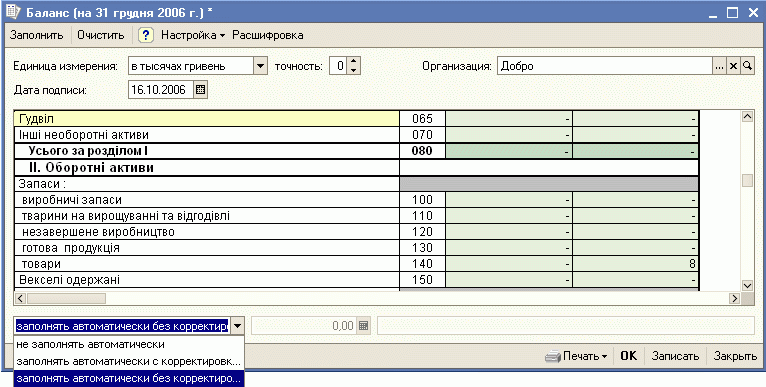 Баланс (на 31 грудня 2006 г.) *
Заполнить Очистить ? Настройка Расшифровка
Единица измерения: в тысячах гривень точность: 0 Организация: Добро ...
Дата подписи: 16.10.2006
Гудвіл 065 - -
Інші необоротні активи 070 - -
Усього за розділом I 080 - -
II. Оборотні активи
Запаси :
виробничі запаси 100 - -
тварини на вирощуванні та відгодівлі 110 - -
незавершене виробництво 120 - -
готова продукція 130 - -
товари 140 - 8
Векселі одержані 150 - -
заполнять автоматически без корректиро 0,00
не заполнять автоматически
заполнять автоматически с корректировк...
заполнять автоматически без корректиро...
Печать OK Записать Закрыть